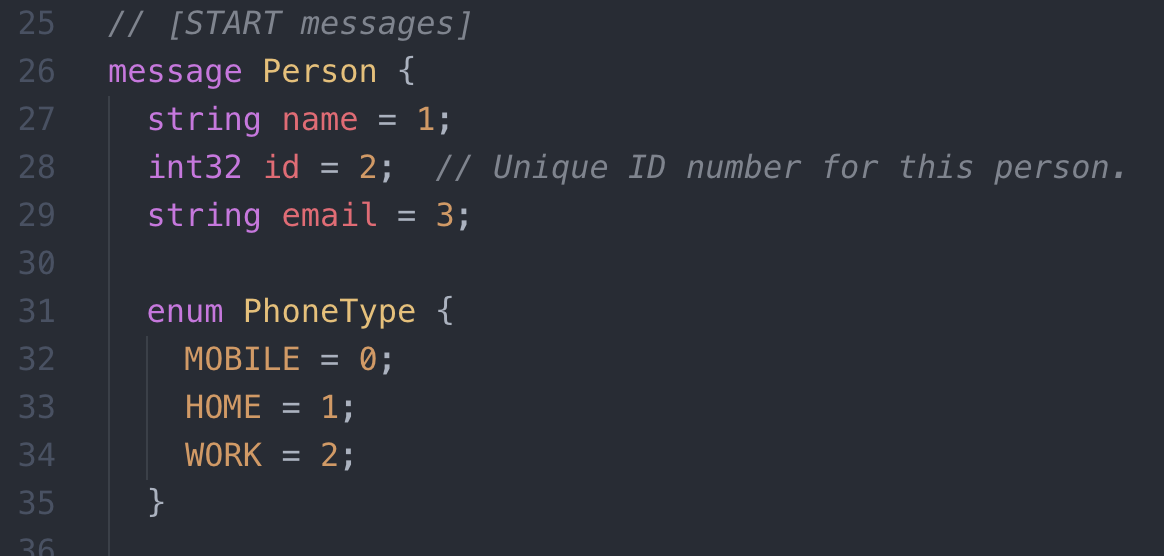 25 // [START messages]
26 message Person {
27   string name = 1;
28   int32 id = 2;  // Unique ID number for this person.
29   string email = 3;
30
31   enum PhoneType {
32     MOBILE = 0;
33     HOME = 1;
34     WORK = 2;
35   }
36